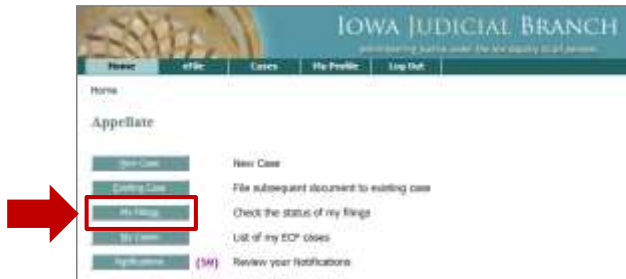 IOWA JUDICIAL BRANCH
Home eFile Cases My Profile Log Out
Home
Appellate
New Case New Case
Existing Case File subsequent document to existing case
My Filings Check the status of my filings
My Cases List of my ECF cases
Notifications (50) Review your Notifications